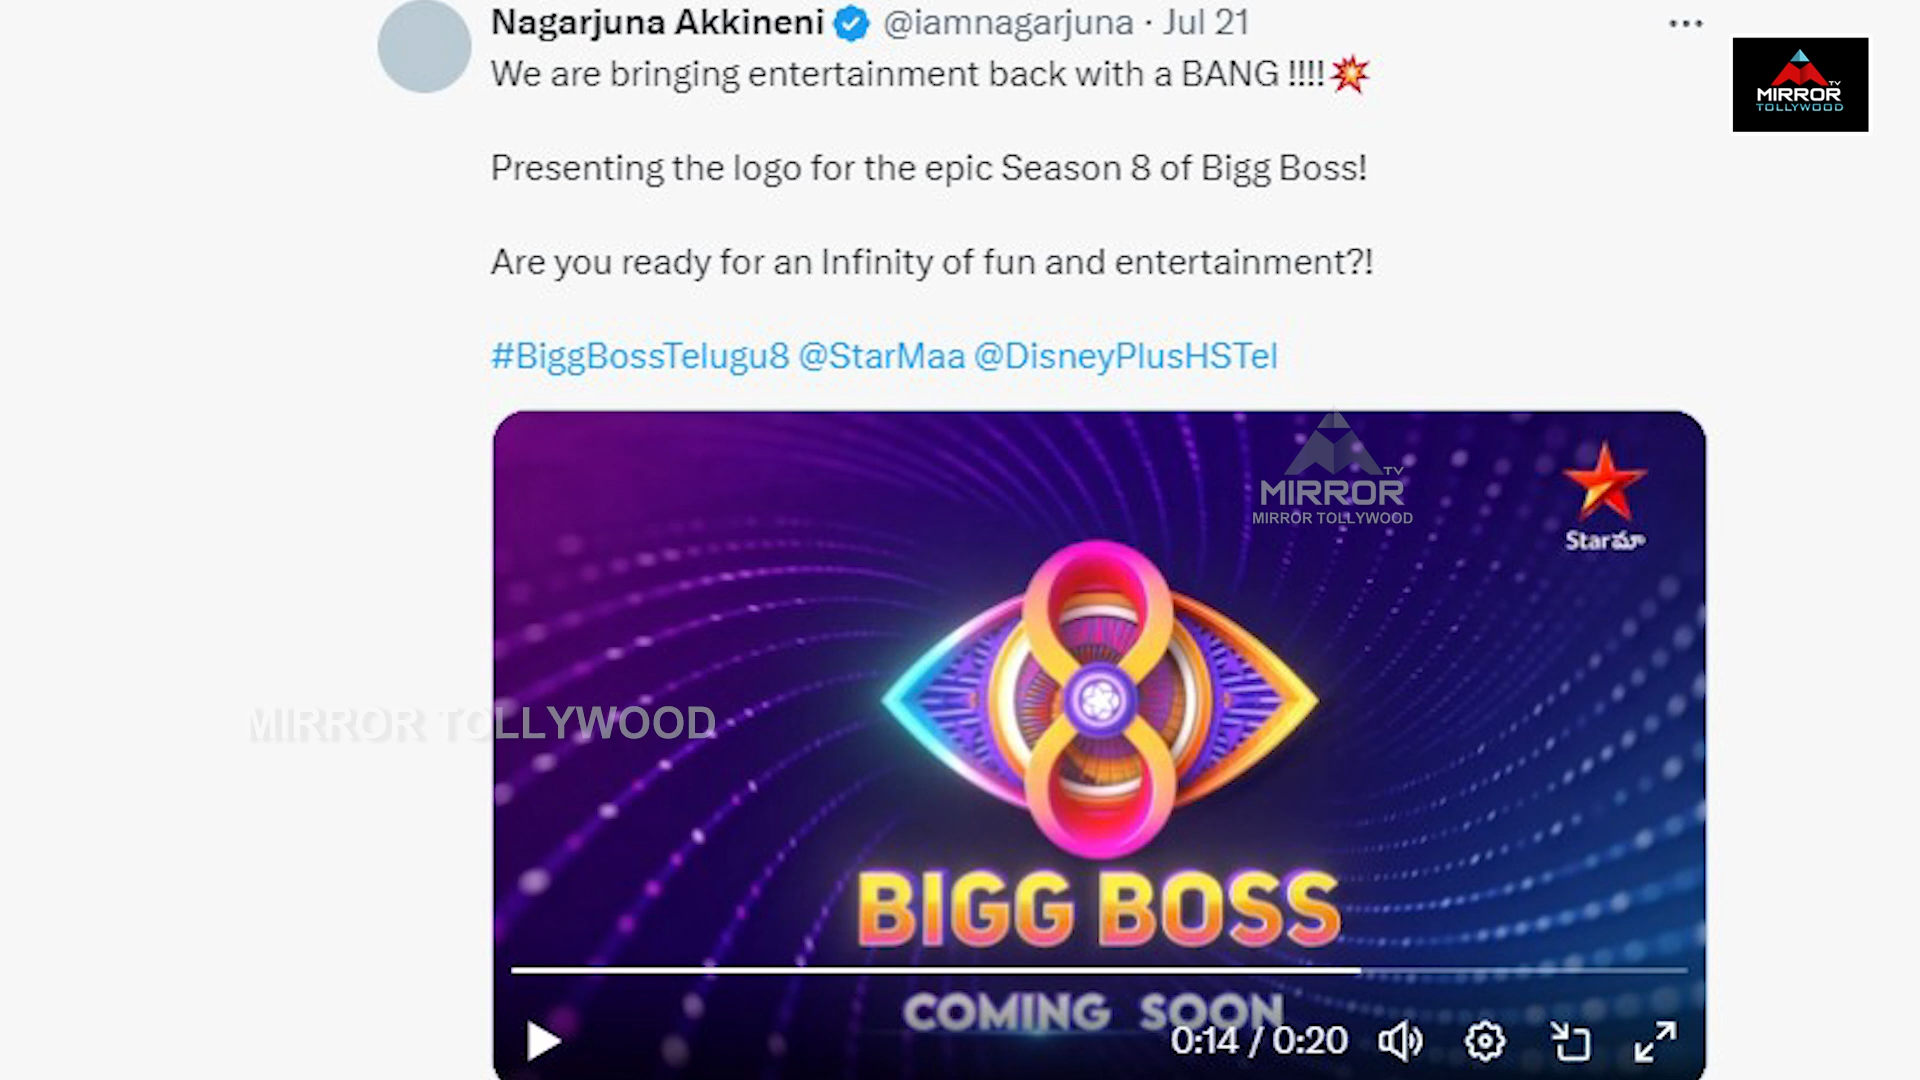 Nagarjuna Akkineni @iamnagarjuna · Jul 21
We are bringing entertainment back with a BANG !!!!💥
TV
MIRROR
TOLLYWOOD
Presenting the logo for the epic Season 8 of Bigg Boss!
Are you ready for an Infinity of fun and entertainment?!
#BiggBossTelugu8 @StarMaa @DisneyPlusHSTel
TV
MIRROR
MIRROR TOLLYWOOD
Starమా
MIRROR TOLLYWOOD
BIGG BOSS
COMING SOON
0:14 / 0:20